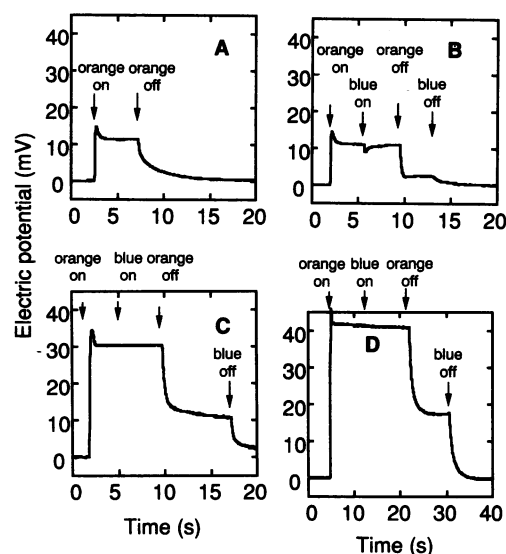 Electric potential (mV)
A
orange orange
on off
40
30
20
10
0
0 5 10 15 20
B
orange orange
on off
blue blue
on off
40
30
20
10
0
0 5 10 15 20
orange blue orange
on on off
C
blue
off
40
30
20
10
0
0 5 10 15 20
Time (s)
orange blue orange
on on off
D
blue
off
40
30
20
10
0
0 10 20 30 40
Time (s)